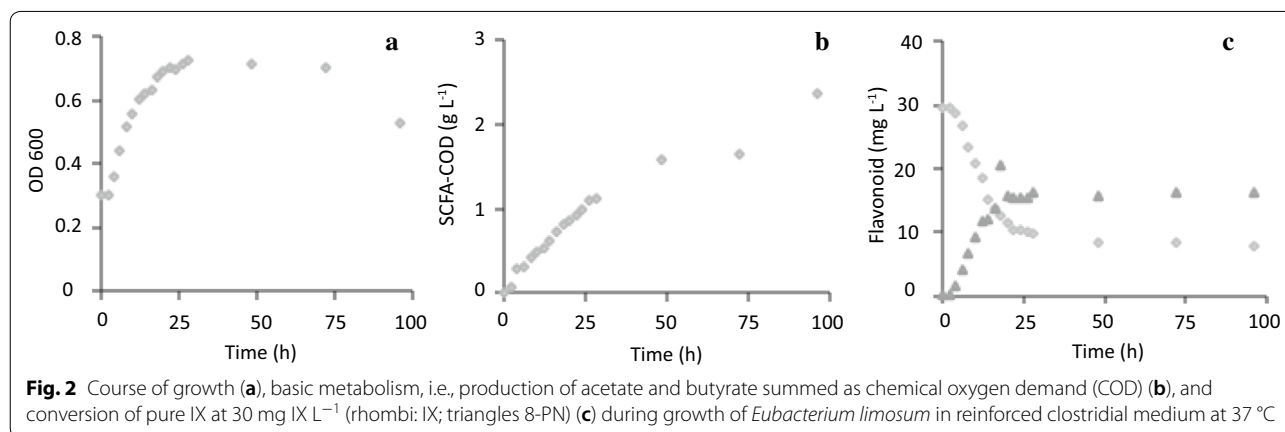 a
0.8
0.6
0.4
0.2
0
OD 600
0 25 50 75 100
Time (h)
b
3
2
1
0
SCFA-COD (g L⁻¹)
0 25 50 75 100
Time (h)
c
40
30
20
10
0
Flavonoid (mg L⁻¹)
0 25 50 75 100
Time (h)
Fig. 2 Course of growth (a), basic metabolism, i.e., production of acetate and butyrate summed as chemical oxygen demand (COD) (b), and
conversion of pure IX at 30 mg IX L⁻¹ (rhombi: IX; triangles 8-PN) (c) during growth of Eubacterium limosum in reinforced clostridial medium at 37 °C